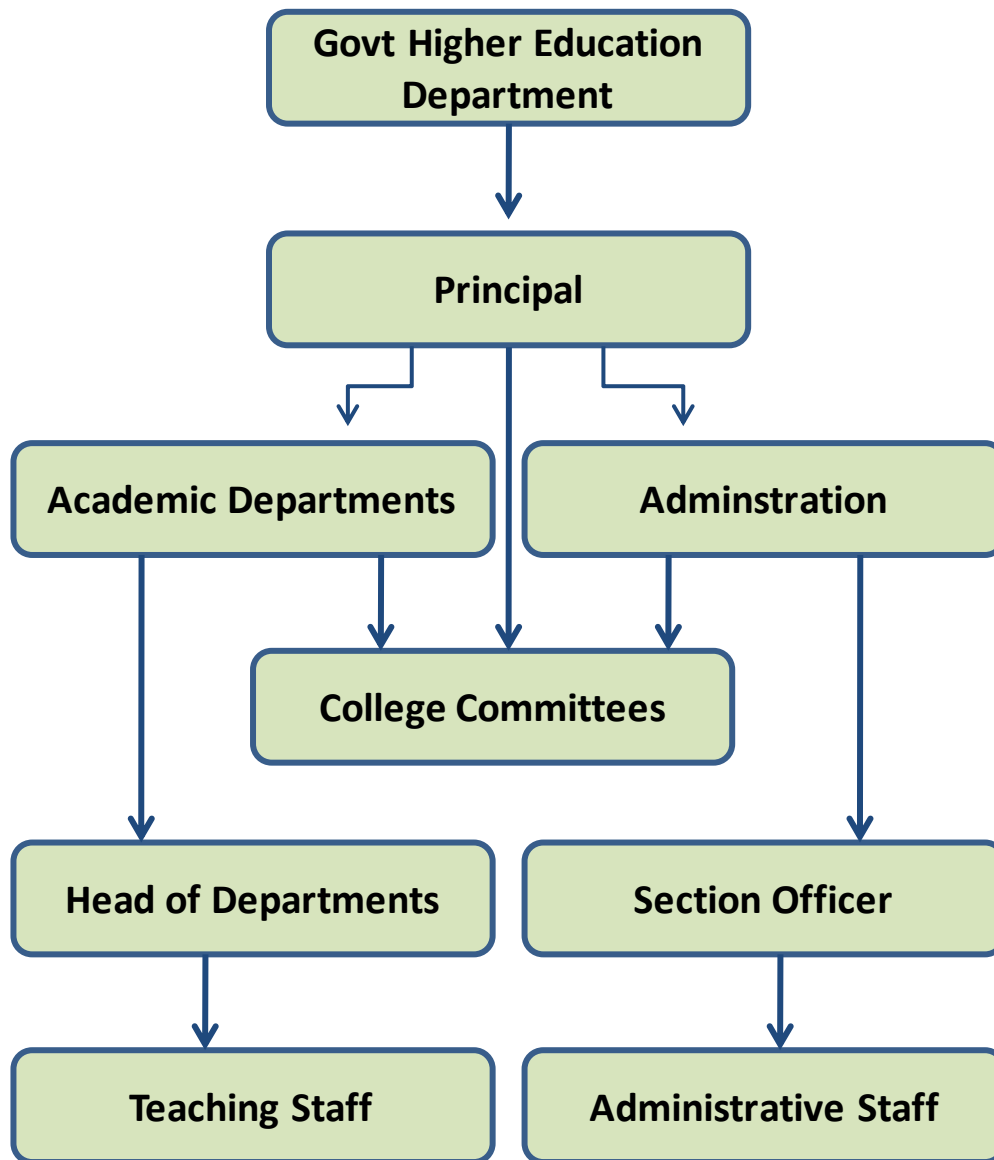 Govt Higher Education
Department
Principal
Academic Departments
Adminstration
College Committees
Head of Departments
Section Officer
Teaching Staff
Administrative Staff